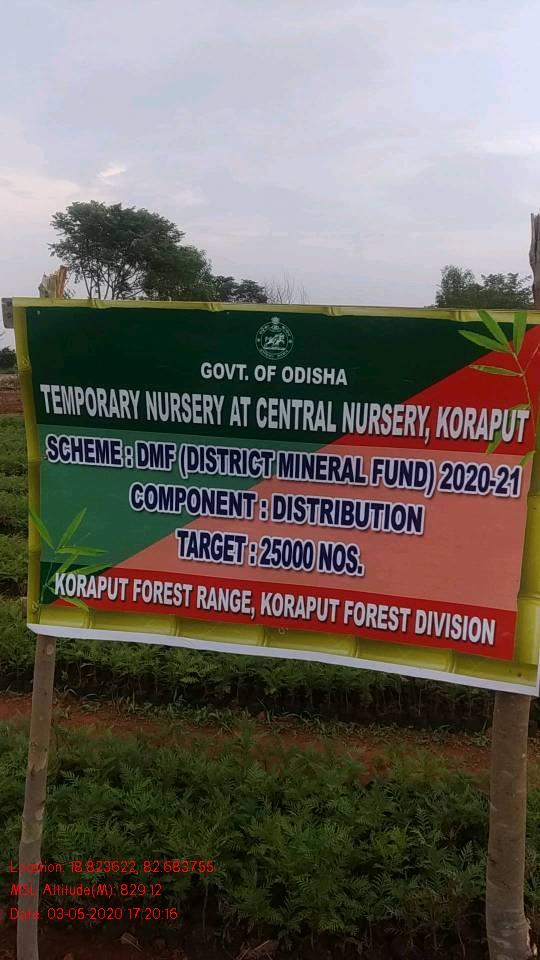 GOVT. OF ODISHA
TEMPORARY NURSERY AT CENTRAL NURSERY, KORAPUT
SCHEME : DMF (DISTRICT MINERAL FUND) 2020-21
COMPONENT : DISTRIBUTION
TARGET : 25000 NOS.
KORAPUT FOREST RANGE, KORAPUT FOREST DIVISION
Location: 18.823622, 82.683755
MSL Altitude(M): 829.12
Date: 03-05-2020 17:20:16